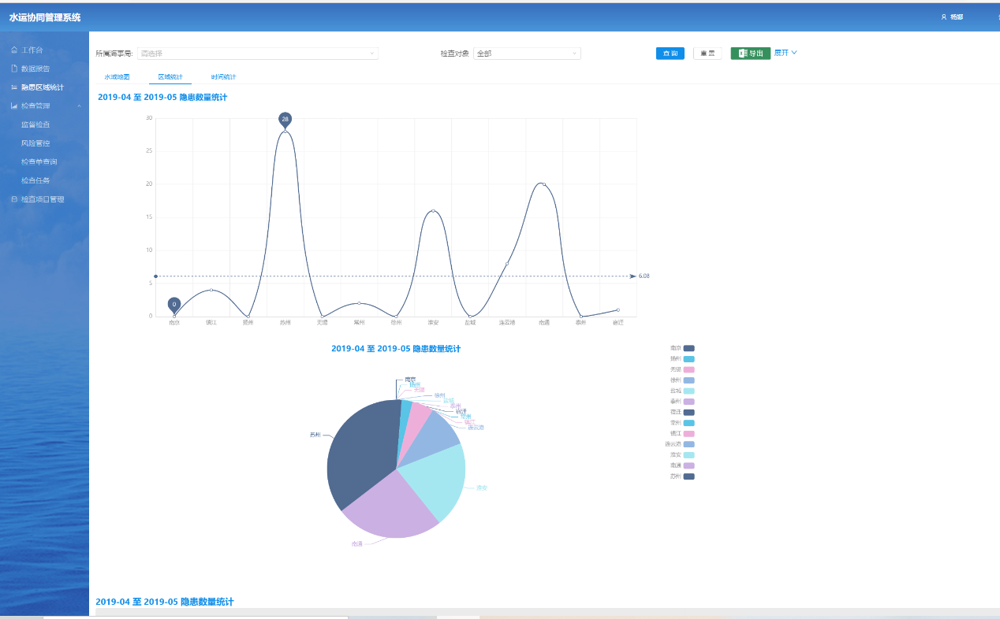 水运协同管理系统
杨娜
工作台
数据报告
隐患区域统计
检查管理
监督检查
风险管控
检查单查询
检查任务
检查项目管理
所属海事局: 请选择
检查对象 全部
查 询
重 置
导出
展开
水域地图 区域统计 时间统计
2019-04 至 2019-05 隐患数量统计
30
25
20
15
10
5
0
28
0
6.08
南京 镇江 扬州 苏州 无锡 常州 徐州 淮安 盐城 连云港 南通 泰州 宿迁
2019-04 至 2019-05 隐患数量统计
南京
扬州
无锡
徐州
盐城
泰州
宿迁
常州
镇江
连云港
淮安
南通
苏州
南京
扬州
无锡
徐州
盐城
泰州
宿迁
常州
镇江
连云港
淮安
南通
苏州
2019-04 至 2019-05 隐患数量统计